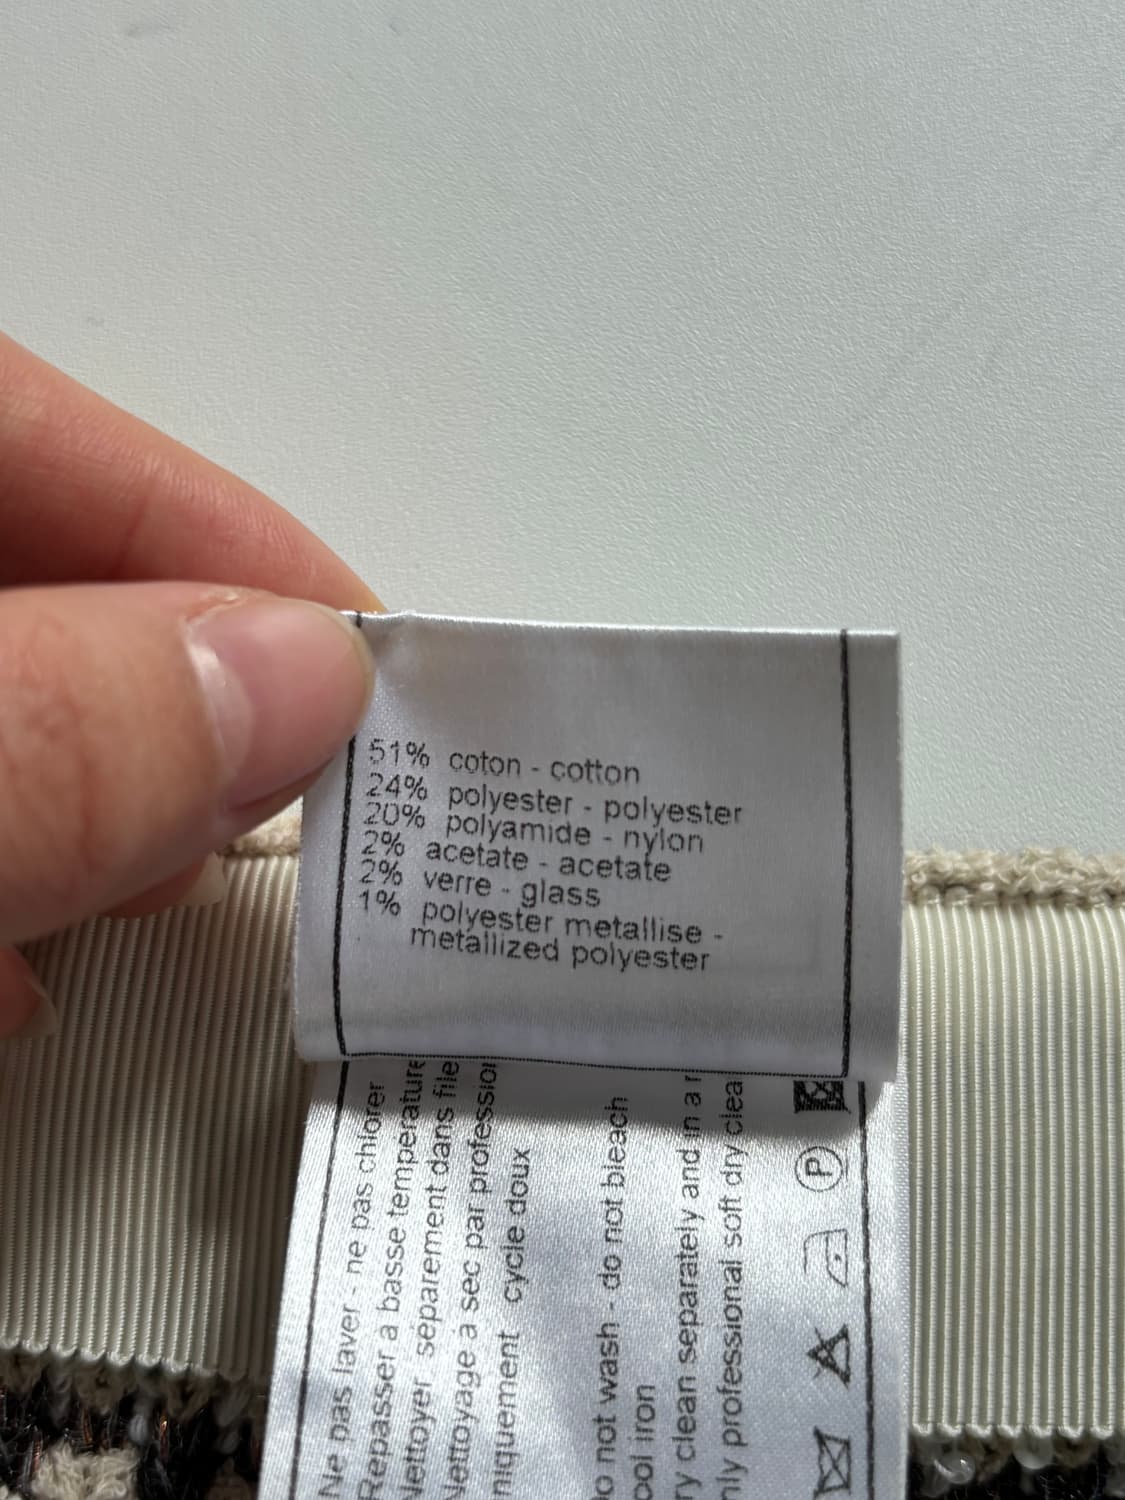 51% coton - cotton
24% polyester - polyester
20% polyamide - nylon
2% acetate - acetate
2% verre - glass
1% polyester metallise -
metallized polyester
Ne pas laver - ne pas chlorer
Repasser a basse temperature
Nettoyer separement dans file
Nettoyage à sec par profession
niquement cycle doux
o not wash - do not bleach
ool iron
ry clean separately and in a
nly professional soft dry clea
P